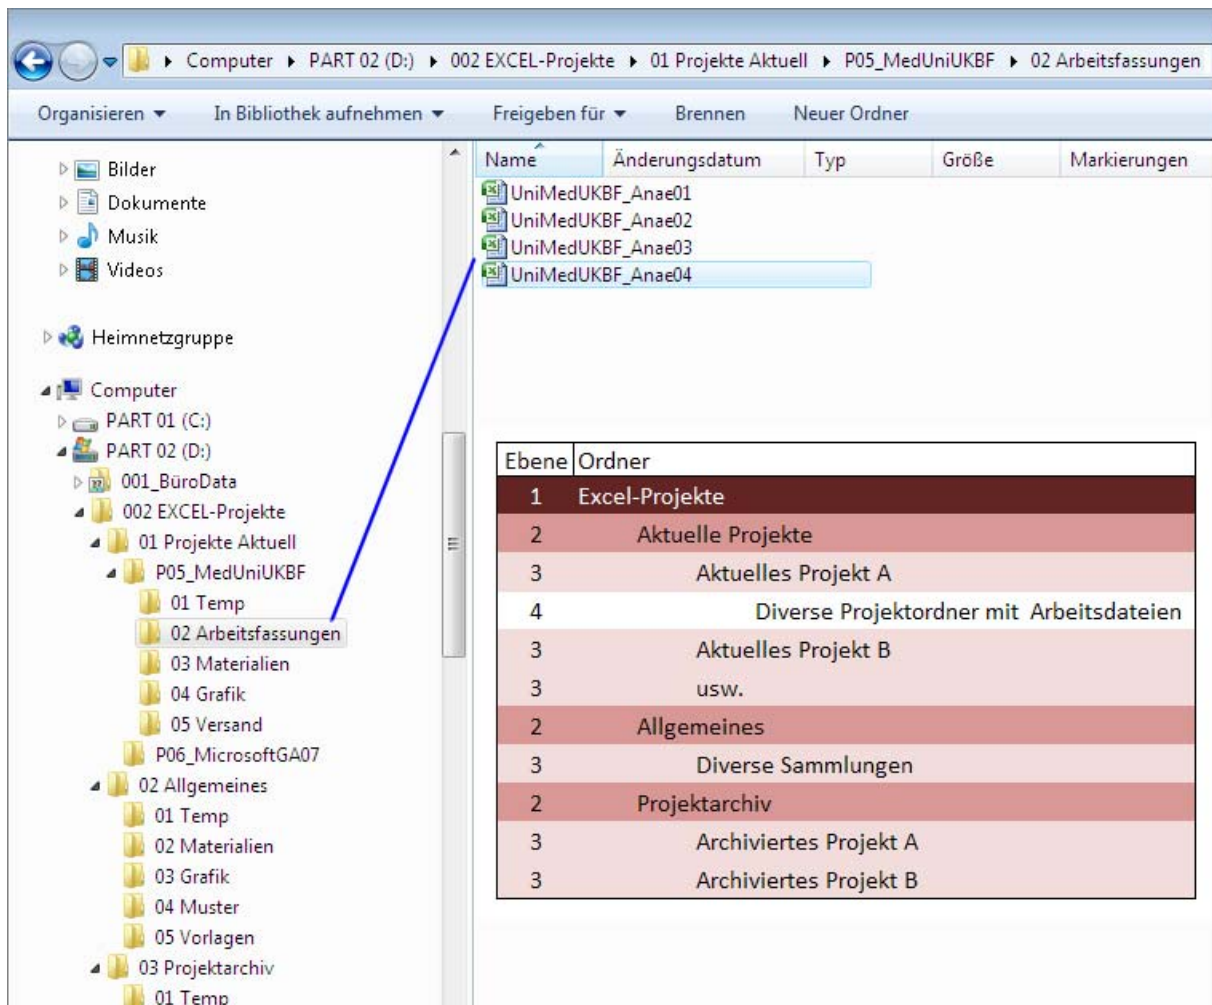 Computer ▸ PART 02 (D:) ▸ 002 EXCEL-Projekte ▸ 01 Projekte Aktuell ▸ P05_MedUniUKBF ▸ 02 Arbeitsfassungen
Organisieren In Bibliothek aufnehmen Freigeben für Brennen Neuer Ordner
Bilder
Dokumente
Musik
Videos
Heimnetzgruppe
Computer
PART 01 (C:)
PART 02 (D:)
001_BüroData
002 EXCEL-Projekte
01 Projekte Aktuell
P05_MedUniUKBF
01 Temp
02 Arbeitsfassungen
03 Materialien
04 Grafik
05 Versand
P06_MicrosoftGA07
02 Allgemeines
01 Temp
02 Materialien
03 Grafik
04 Muster
05 Vorlagen
03 Projektarchiv
01 Temp
Name Änderungsdatum Typ Größe Markierungen
UniMedUKBF_Anae01
UniMedUKBF_Anae02
UniMedUKBF_Anae03
UniMedUKBF_Anae04
Ebene Ordner
1 Excel-Projekte
2 Aktuelle Projekte
3 Aktuelles Projekt A
4 Diverse Projektordner mit Arbeitsdateien
3 Aktuelles Projekt B
3 usw.
2 Allgemeines
3 Diverse Sammlungen
2 Projektarchiv
3 Archiviertes Projekt A
3 Archiviertes Projekt B